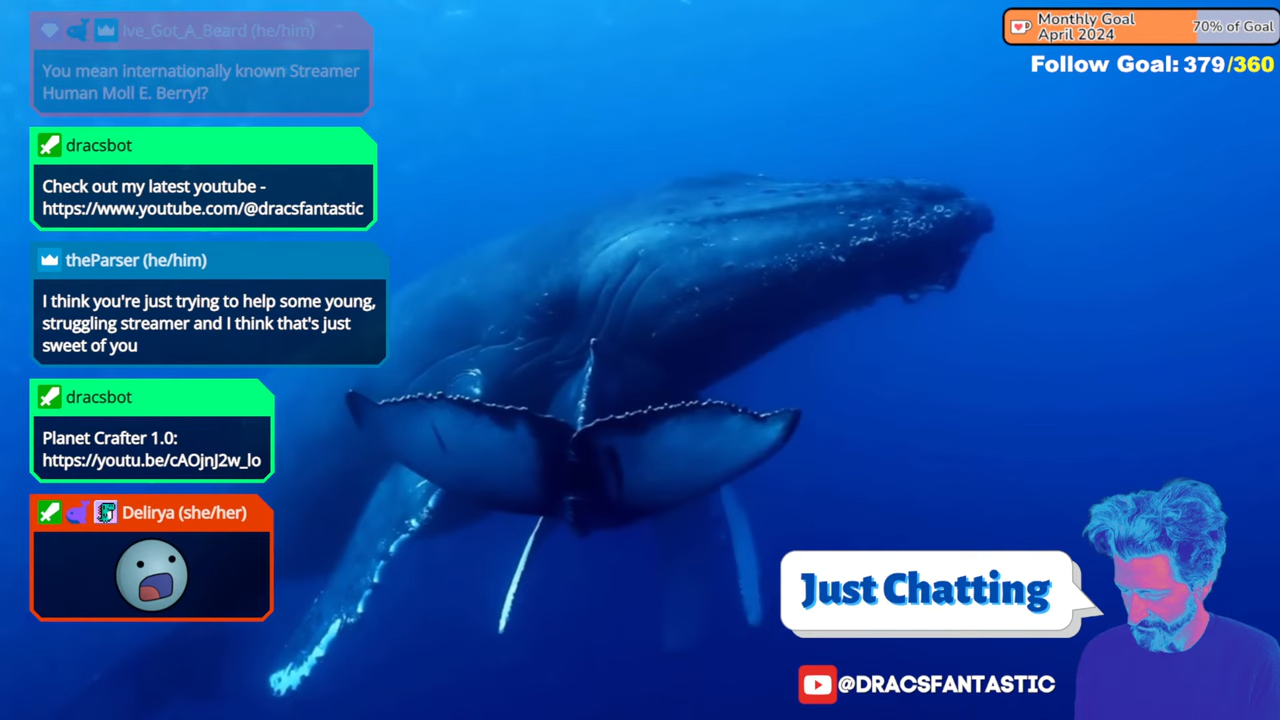 Ive_Got_A_Beard (he/him)
You mean internationally known Streamer
Human Moll E. Berry!?
dracsbot
Check out my latest youtube -
https://www.youtube.com/@dracsfantastic
theParser (he/him)
I think you're just trying to help some young,
struggling streamer and I think that's just
sweet of you
dracsbot
Planet Crafter 1.0:
https://youtu.be/cAOjnJ2w_lo
Delirya (she/her)
Monthly Goal
April 2024
70% of Goal
Follow Goal: 379/360
Just Chatting
@DRACSFANTASTIC